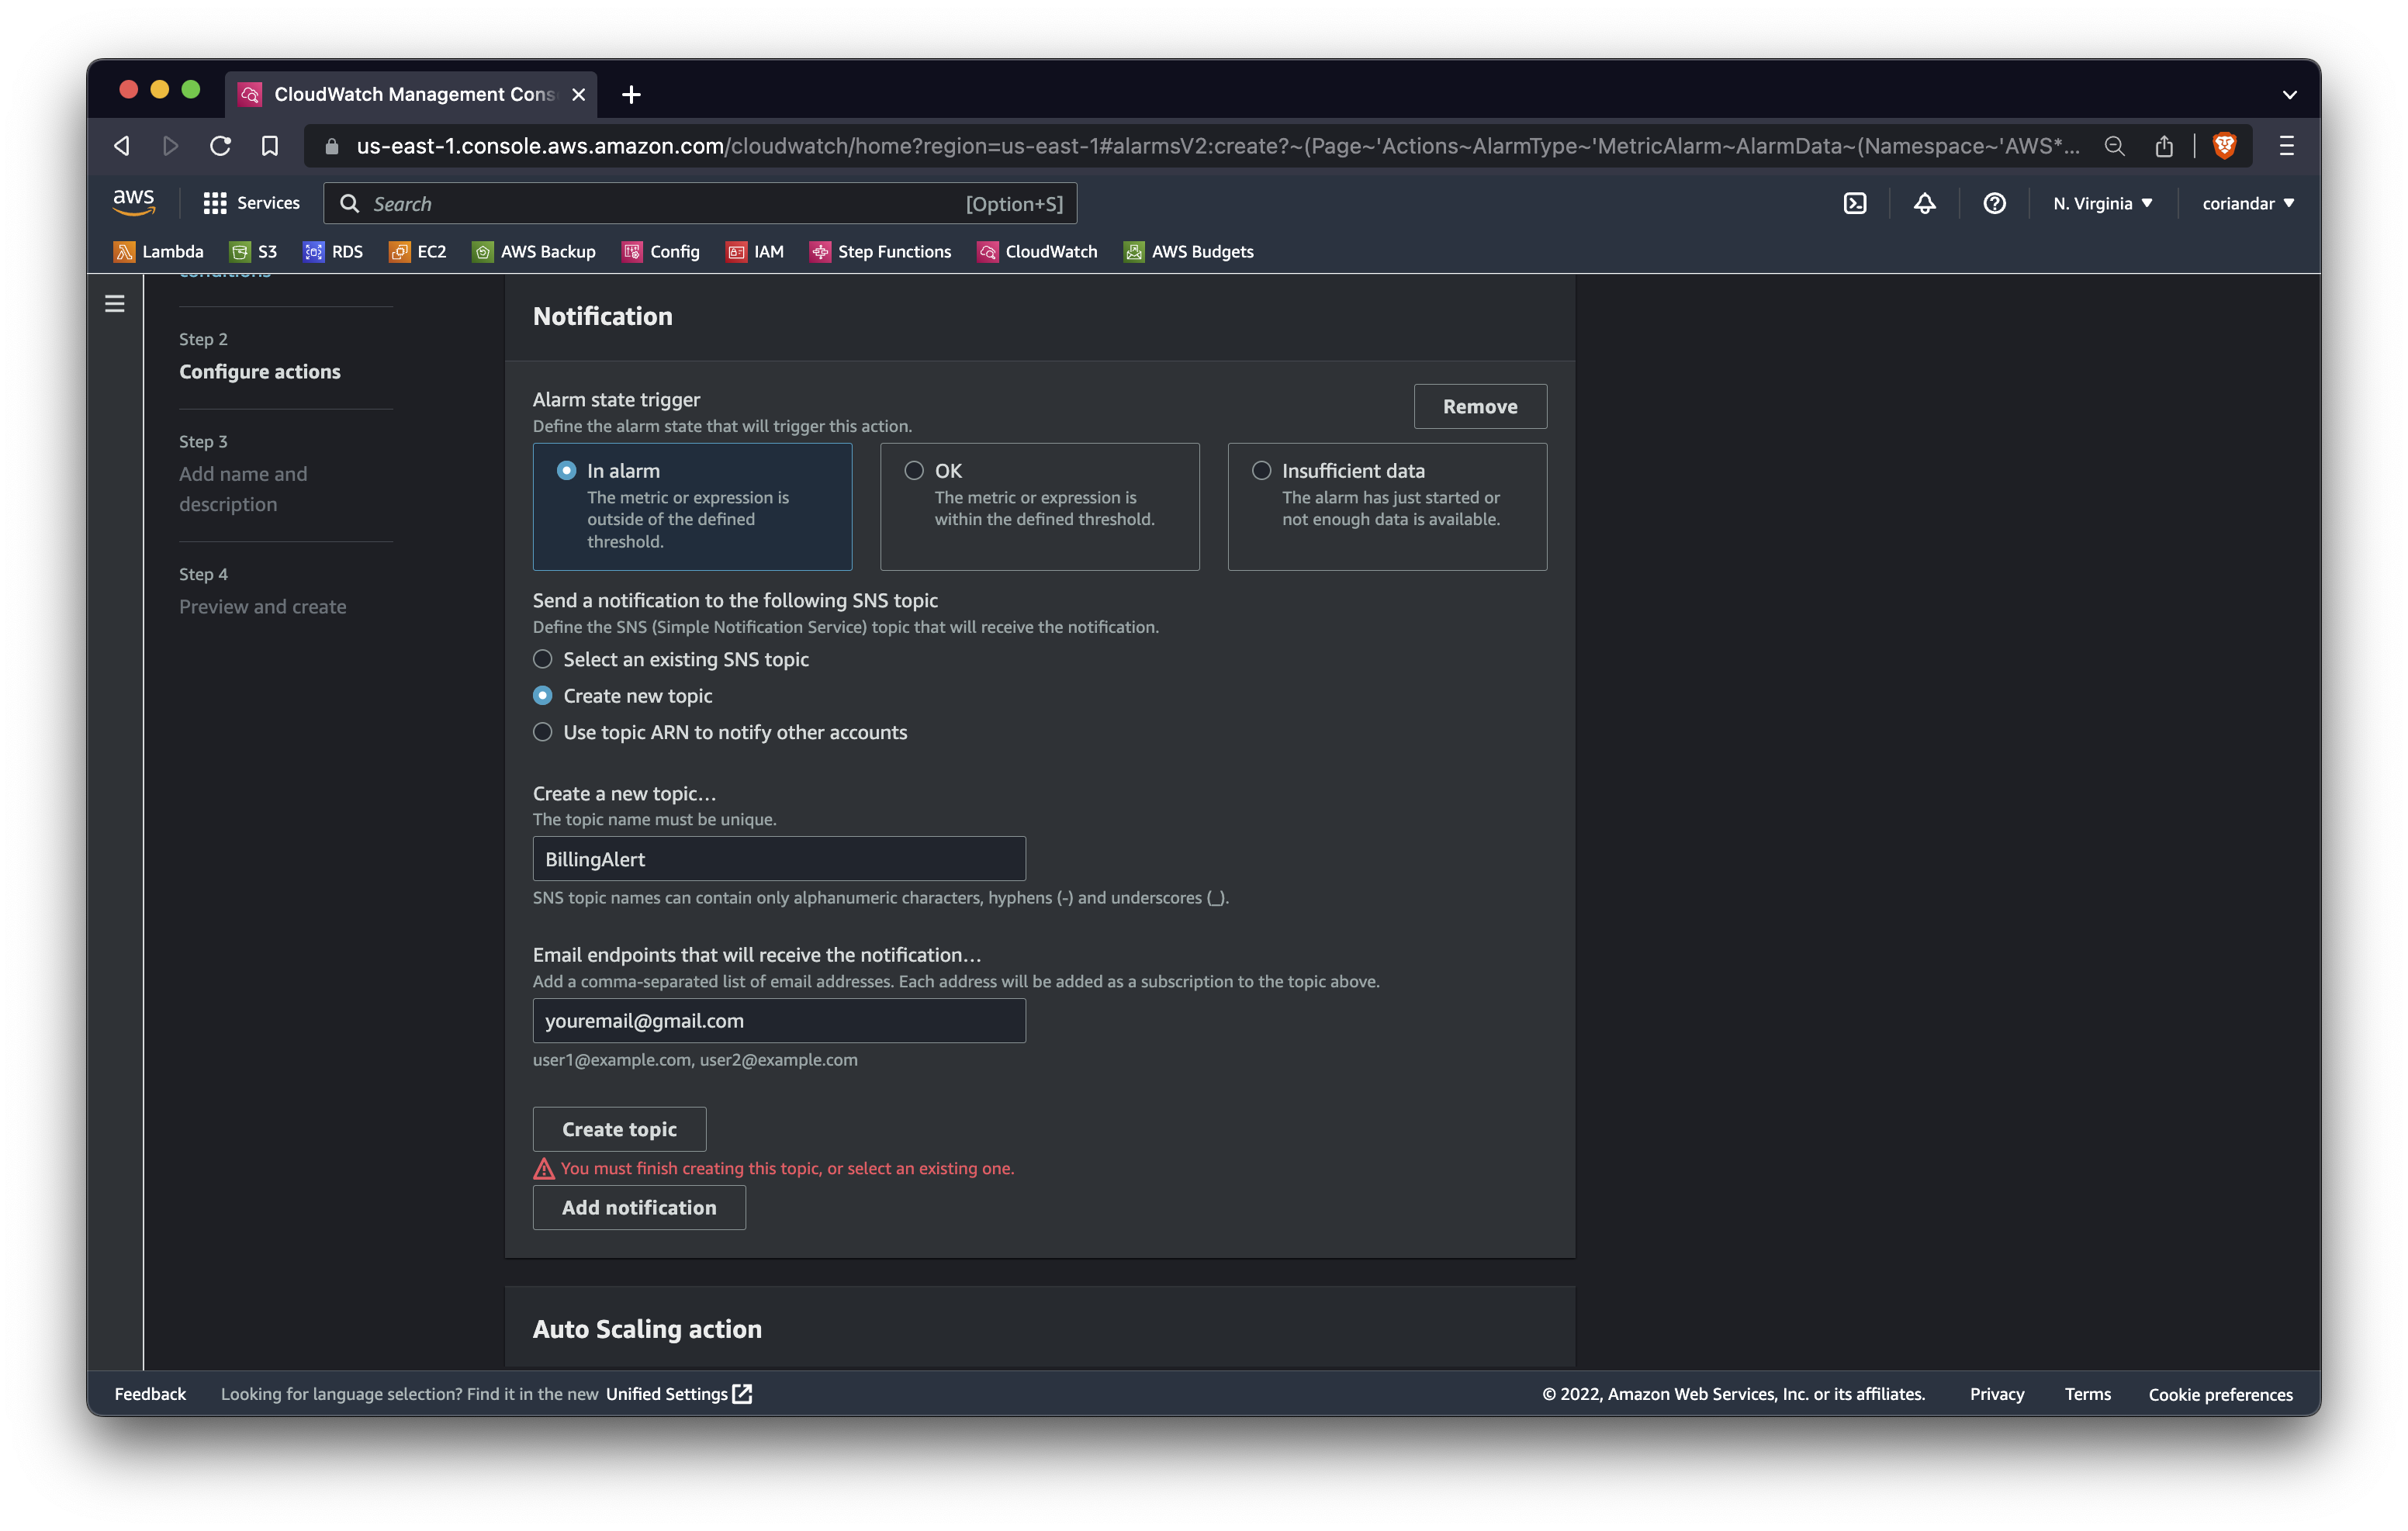 CloudWatch Management Cons
us-east-1.console.aws.amazon.com/cloudwatch/home?region=us-east-1#alarmsV2:create?~(Page~'Actions~AlarmType~'MetricAlarm~AlarmData~(Namespace~'AWS*...
aws
Services
Search
[Option+S]
N. Virginia
coriandar
Lambda
S3
RDS
EC2
AWS Backup
Config
IAM
Step Functions
CloudWatch
AWS Budgets
conditions
Step 2
Configure actions
Step 3
Add name and
description
Step 4
Preview and create
Notification
Alarm state trigger
Define the alarm state that will trigger this action.
Remove
In alarm
The metric or expression is
outside of the defined
threshold.
OK
The metric or expression is
within the defined threshold.
Insufficient data
The alarm has just started or
not enough data is available.
Send a notification to the following SNS topic
Define the SNS (Simple Notification Service) topic that will receive the notification.
Select an existing SNS topic
Create new topic
Use topic ARN to notify other accounts
Create a new topic…
The topic name must be unique.
BillingAlert
SNS topic names can contain only alphanumeric characters, hyphens (-) and underscores (_).
Email endpoints that will receive the notification…
Add a comma-separated list of email addresses. Each address will be added as a subscription to the topic above.
youremail@gmail.com
user1@example.com, user2@example.com
Create topic
You must finish creating this topic, or select an existing one.
Add notification
Auto Scaling action
Feedback
Looking for language selection? Find it in the new Unified Settings
© 2022, Amazon Web Services, Inc. or its affiliates.
Privacy
Terms
Cookie preferences